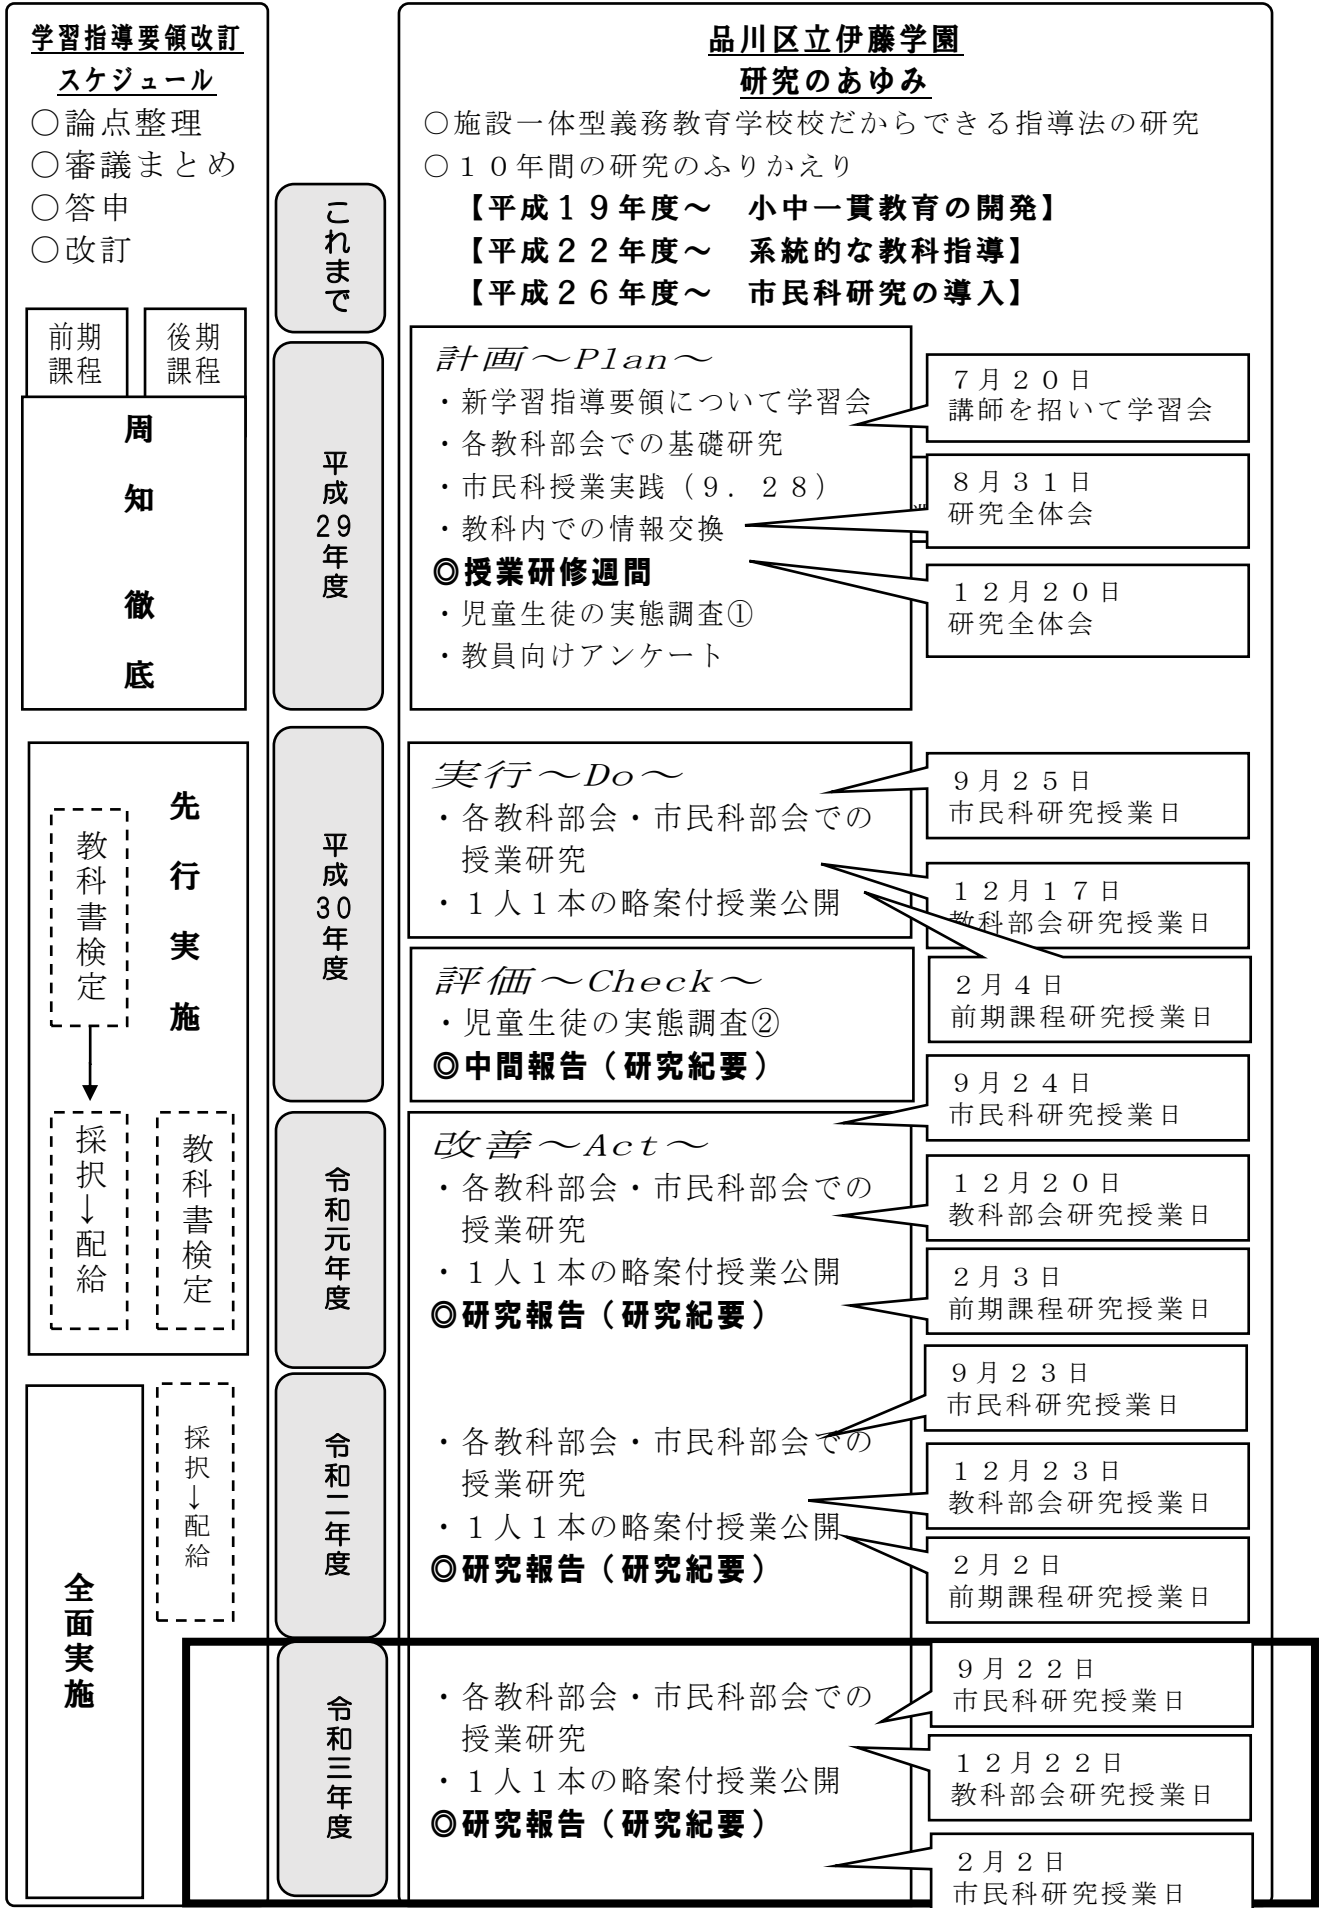 学習指導要領改訂
スケジュール
○論点整理
○審議まとめ
○答申
○改訂
前期
課程
後期
課程
周知徹底
先行実施
教科書検定
採択→配給
教科書検定
全面実施
採択→配給
これまで
平成29年度
平成30年度
令和元年度
令和二年度
令和三年度
品川区立伊藤学園
研究のあゆみ
○施設一体型義務教育学校校だからできる指導法の研究
○１０年間の研究のふりかえり
【平成１９年度～　小中一貫教育の開発】
【平成２２年度～　系統的な教科指導】
【平成２６年度～　市民科研究の導入】
計画～Plan～
・新学習指導要領について学習会
・各教科部会での基礎研究
・市民科授業実践（９．２８）
・教科内での情報交換
◎授業研修週間
・児童生徒の実態調査①
・教員向けアンケート
７月２０日
講師を招いて学習会
８月３１日
研究全体会
１２月２０日
研究全体会
実行～Do～
・各教科部会・市民科部会での
授業研究
・１人１本の略案付授業公開
９月２５日
市民科研究授業日
１２月１７日
教科部会研究授業日
２月４日
前期課程研究授業日
評価～Check～
・児童生徒の実態調査②
◎中間報告（研究紀要）
改善～Act～
・各教科部会・市民科部会での
授業研究
・１人１本の略案付授業公開
◎研究報告（研究紀要）
９月２４日
市民科研究授業日
１２月２０日
教科部会研究授業日
２月３日
前期課程研究授業日
・各教科部会・市民科部会での
授業研究
・１人１本の略案付授業公開
◎研究報告（研究紀要）
９月２３日
市民科研究授業日
１２月２３日
教科部会研究授業日
２月２日
前期課程研究授業日
・各教科部会・市民科部会での
授業研究
・１人１本の略案付授業公開
◎研究報告（研究紀要）
９月２２日
市民科研究授業日
１２月２２日
教科部会研究授業日
２月２日
市民科研究授業日